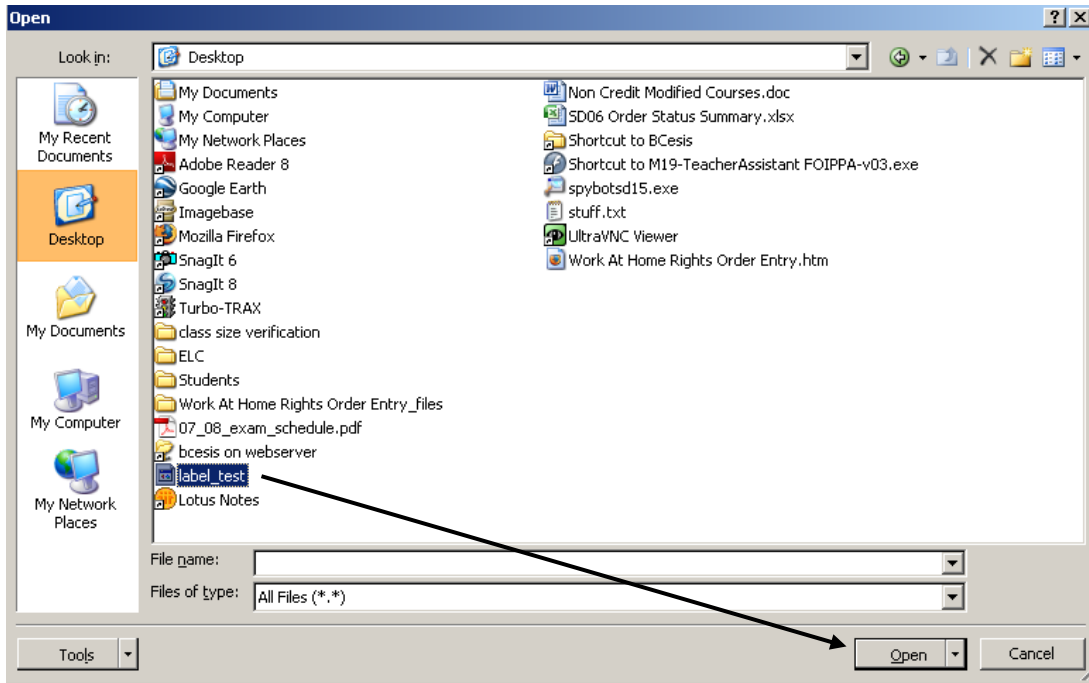 Open
Look in:
Desktop
My Recent
Documents
Desktop
My Documents
My Computer
My Network
Places
My Documents
My Computer
My Network Places
Adobe Reader 8
Google Earth
Imagebase
Mozilla Firefox
SnagIt 6
SnagIt 8
Turbo-TRAX
class size verification
ELC
Students
Work At Home Rights Order Entry_files
07_08_exam_schedule.pdf
bcesis on webserver
label_test
Lotus Notes
Non Credit Modified Courses.doc
SD06 Order Status Summary.xlsx
Shortcut to BCesis
Shortcut to M19-TeacherAssistant FOIPPA-v03.exe
spybotsd15.exe
stuff.txt
UltraVNC Viewer
Work At Home Rights Order Entry.htm
File name:
Files of type:
All Files (*.*)
Tools
Open
Cancel